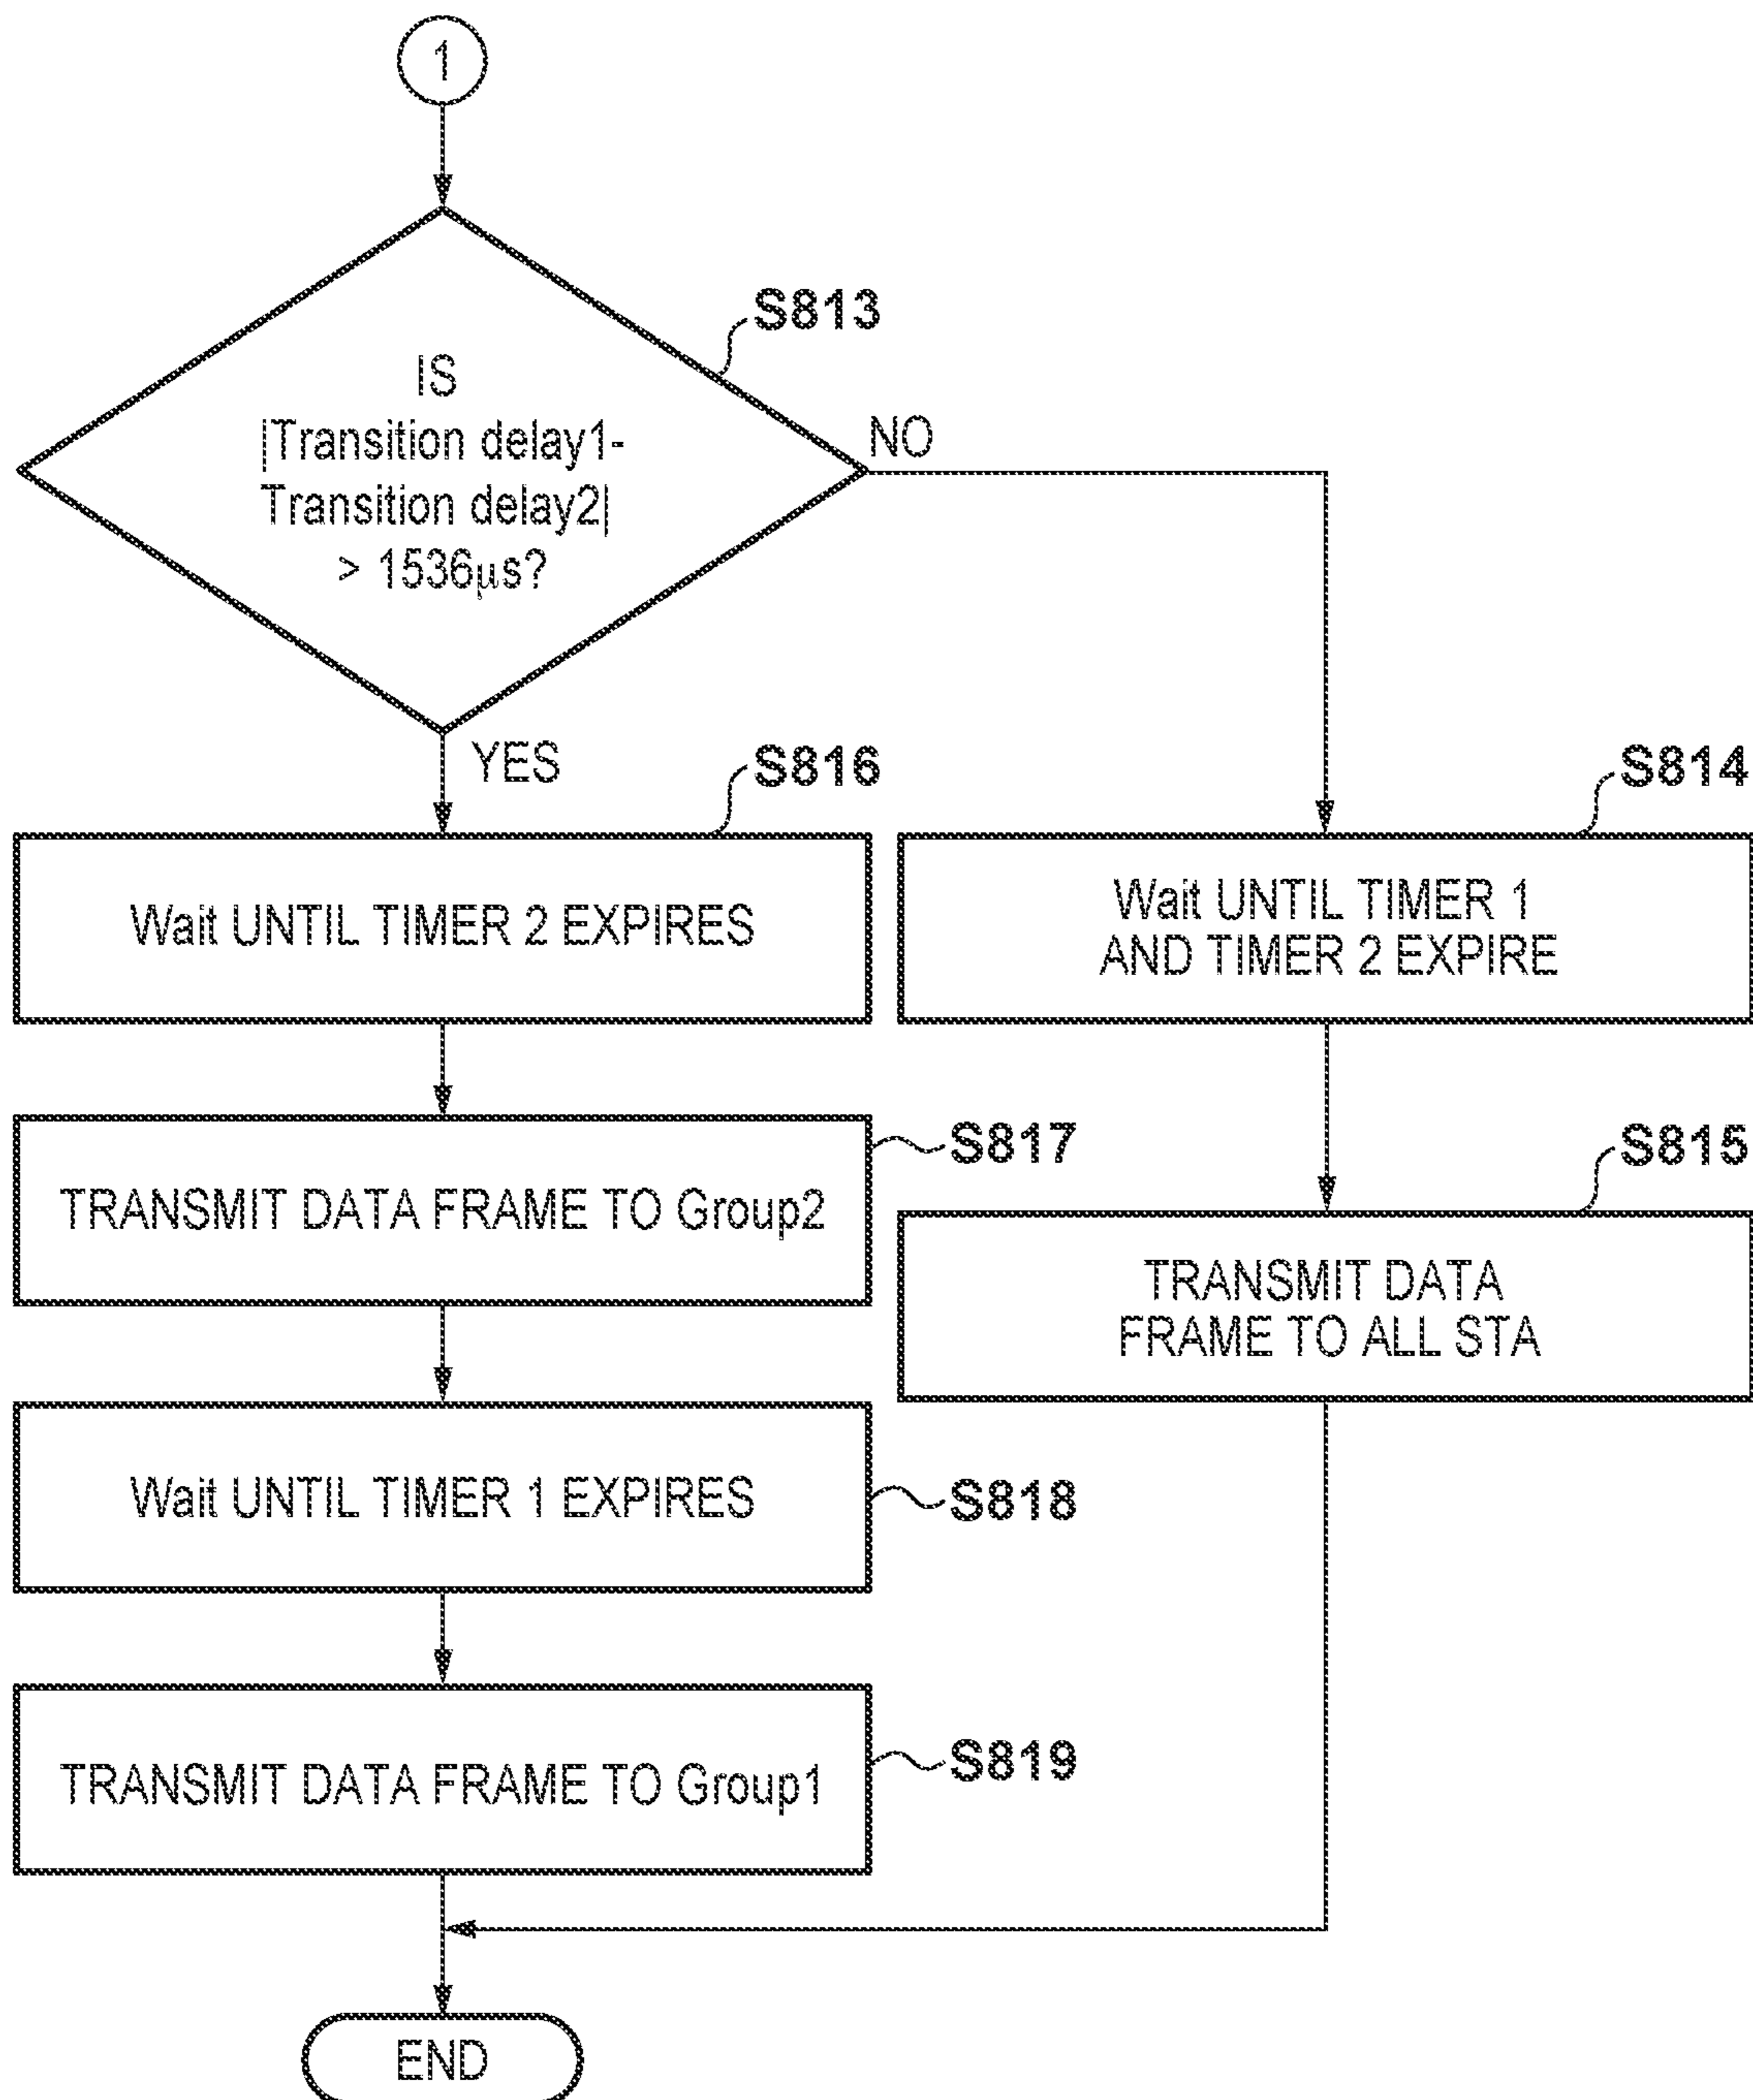 1
S813
IS
|Transition delay1-
Transition delay2|
> 1536μs?
NO
YES
S816
S814
Wait UNTIL TIMER 2 EXPIRES
Wait UNTIL TIMER 1
AND TIMER 2 EXPIRE
S817
S815
TRANSMIT DATA FRAME TO Group2
TRANSMIT DATA
FRAME TO ALL STA
Wait UNTIL TIMER 1 EXPIRES
S818
TRANSMIT DATA FRAME TO Group1
S819
END